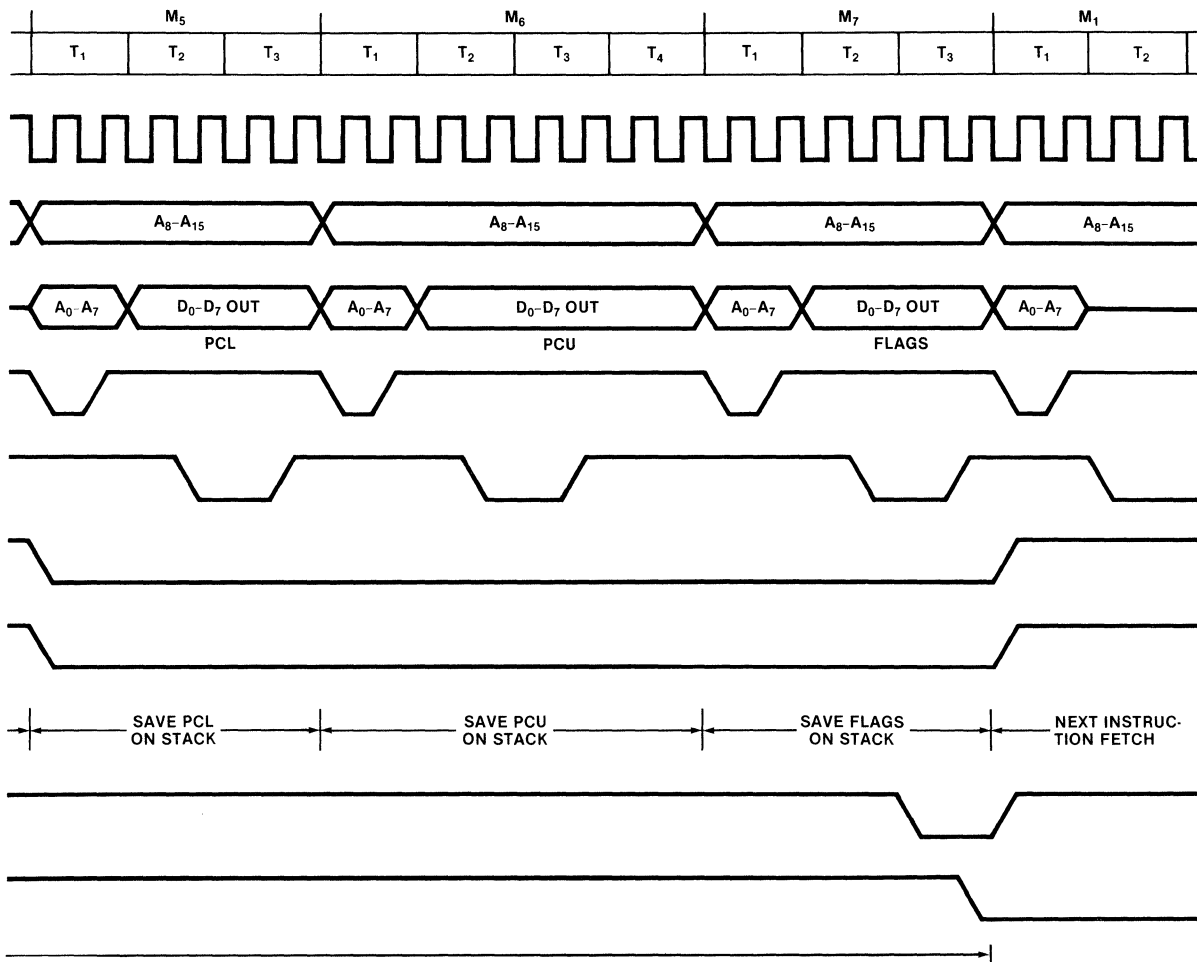 M₅ M₆ M₇ M₁
T₁ T₂ T₃ T₁ T₂ T₃ T₄ T₁ T₂ T₃ T₁ T₂
A₈–A₁₅ A₈–A₁₅ A₈–A₁₅ A₈–A₁₅
A₀–A₇ D₀–D₇ OUT A₀–A₇ D₀–D₇ OUT A₀–A₇ D₀–D₇ OUT A₀–A₇
PCL PCU FLAGS
SAVE PCL SAVE PCU SAVE FLAGS NEXT INSTRUC-
ON STACK ON STACK ON STACK TION FETCH